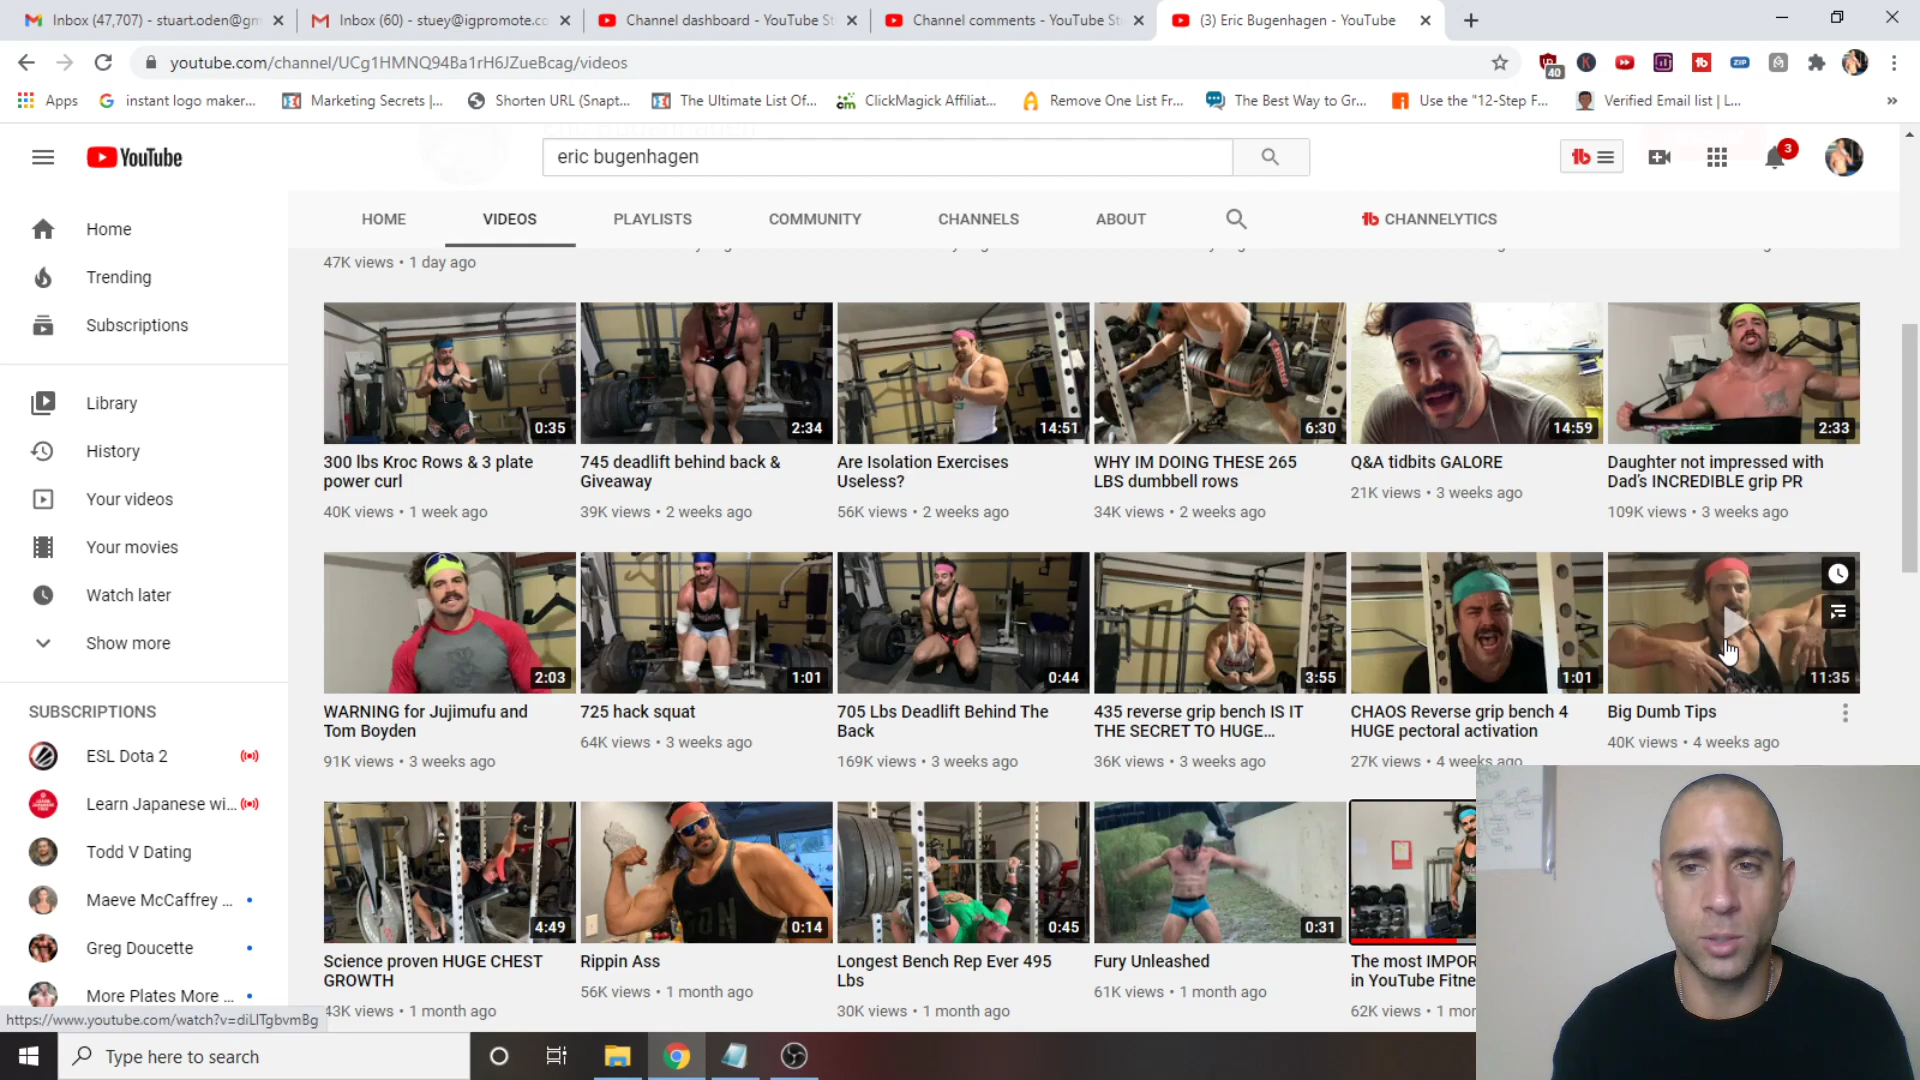 Inbox (47,707) - stuart.oden@gm
Inbox (60) - stuey@igpromote.co
Channel dashboard - YouTube St
Channel comments - YouTube St
(3) Eric Bugenhagen - YouTube
youtube.com/channel/UCg1HMNQ94Ba1rH6JZueBcag/videos
40
ZIP
Apps
instant logo maker...
Marketing Secrets |...
Shorten URL (Snapt...
The Ultimate List Of...
ClickMagick Affiliat...
Remove One List Fr...
The Best Way to Gr...
Use the "12-Step F...
Verified Email list | L...
YouTube
eric bugenhagen
3
HOME
VIDEOS
PLAYLISTS
COMMUNITY
CHANNELS
ABOUT
CHANNELYTICS
Home
Trending
Subscriptions
Library
History
Your videos
Your movies
Watch later
Show more
SUBSCRIPTIONS
ESL Dota 2
Learn Japanese wi...
Todd V Dating
Maeve McCaffrey ...
Greg Doucette
More Plates More ...
47K views • 1 day ago
0:35
2:34
14:51
6:30
14:59
2:33
300 lbs Kroc Rows & 3 plate
power curl
40K views • 1 week ago
745 deadlift behind back &
Giveaway
39K views • 2 weeks ago
Are Isolation Exercises
Useless?
56K views • 2 weeks ago
WHY IM DOING THESE 265
LBS dumbbell rows
34K views • 2 weeks ago
Q&A tidbits GALORE
21K views • 3 weeks ago
Daughter not impressed with
Dad's INCREDIBLE grip PR
109K views • 3 weeks ago
2:03
1:01
0:44
3:55
1:01
11:35
WARNING for Jujimufu and
Tom Boyden
91K views • 3 weeks ago
725 hack squat
64K views • 3 weeks ago
705 Lbs Deadlift Behind The
Back
169K views • 3 weeks ago
435 reverse grip bench IS IT
THE SECRET TO HUGE...
36K views • 3 weeks ago
CHAOS Reverse grip bench 4
HUGE pectoral activation
27K views • 4 weeks ago
Big Dumb Tips
40K views • 4 weeks ago
4:49
0:14
0:45
0:31
Science proven HUGE CHEST
GROWTH
43K views • 1 month ago
Rippin Ass
56K views • 1 month ago
Longest Bench Rep Ever 495
Lbs
30K views • 1 month ago
Fury Unleashed
61K views • 1 month ago
The most IMPOR
in YouTube Fitne
62K views • 1 mor
https://www.youtube.com/watch?v=diLlTgbvmBg
Type here to search